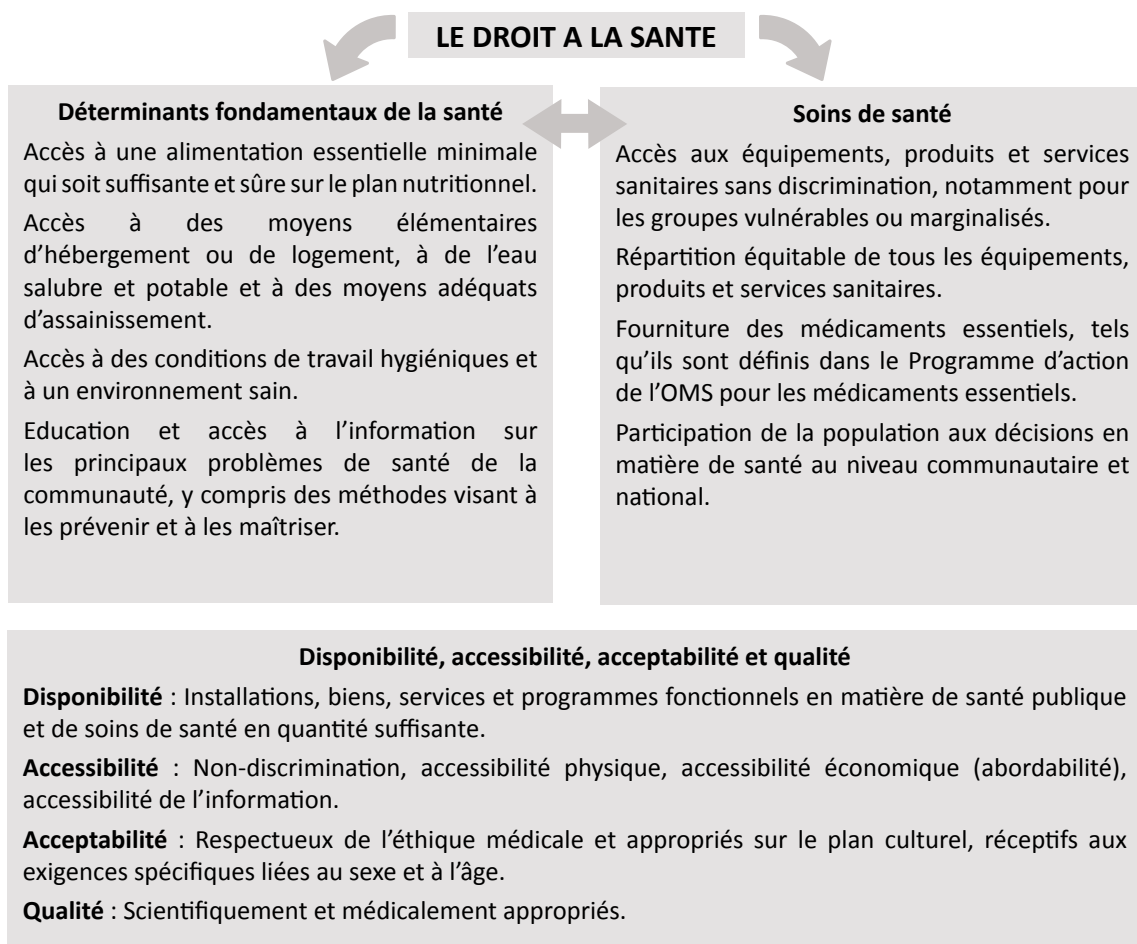 LE DROIT A LA SANTE
Déterminants fondamentaux de la santé
Accès à une alimentation essentielle minimale
qui soit suffisante et sûre sur le plan nutritionnel.
Accès à des moyens élémentaires
d’hébergement ou de logement, à de l’eau
salubre et potable et à des moyens adéquats
d’assainissement.
Accès à des conditions de travail hygiéniques et
à un environnement sain.
Education et accès à l’information sur
les principaux problèmes de santé de la
communauté, y compris des méthodes visant à
les prévenir et à les maîtriser.
Soins de santé
Accès aux équipements, produits et services
sanitaires sans discrimination, notamment pour
les groupes vulnérables ou marginalisés.
Répartition équitable de tous les équipements,
produits et services sanitaires.
Fourniture des médicaments essentiels, tels
qu’ils sont définis dans le Programme d’action
de l’OMS pour les médicaments essentiels.
Participation de la population aux décisions en
matière de santé au niveau communautaire et
national.
Disponibilité, accessibilité, acceptabilité et qualité
Disponibilité : Installations, biens, services et programmes fonctionnels en matière de santé publique
et de soins de santé en quantité suffisante.
Accessibilité : Non-discrimination, accessibilité physique, accessibilité économique (abordabilité),
accessibilité de l’information.
Acceptabilité : Respectueux de l’éthique médicale et appropriés sur le plan culturel, réceptifs aux
exigences spécifiques liées au sexe et à l’âge.
Qualité : Scientifiquement et médicalement appropriés.